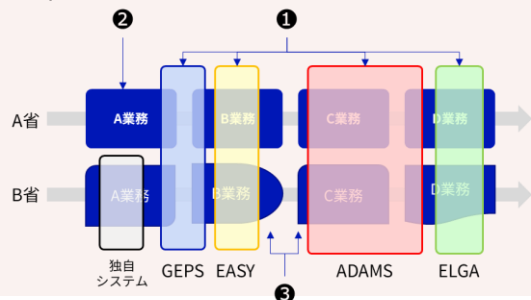 ❷
❶
A省
A業務
B業務
C業務
D業務
B省
A業務
B業務
C業務
D業務
独自
システム
GEPS
EASY
ADAMS
ELGA
❸